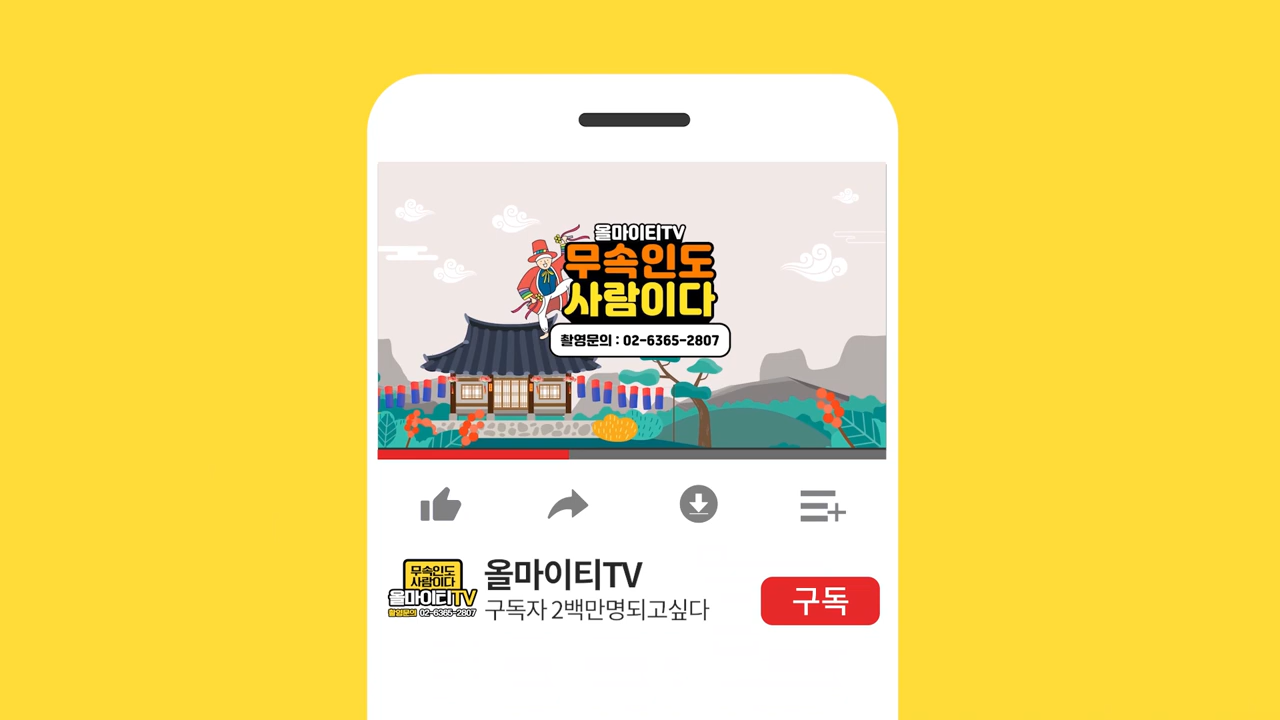 올마이티TV
무속인도
사람이다
촬영문의 : 02-6365-2807
무속인도
사람이다
올마이티TV
촬영문의 02-6365-2807
올마이티TV
구독자 2백만명되고싶다
구독